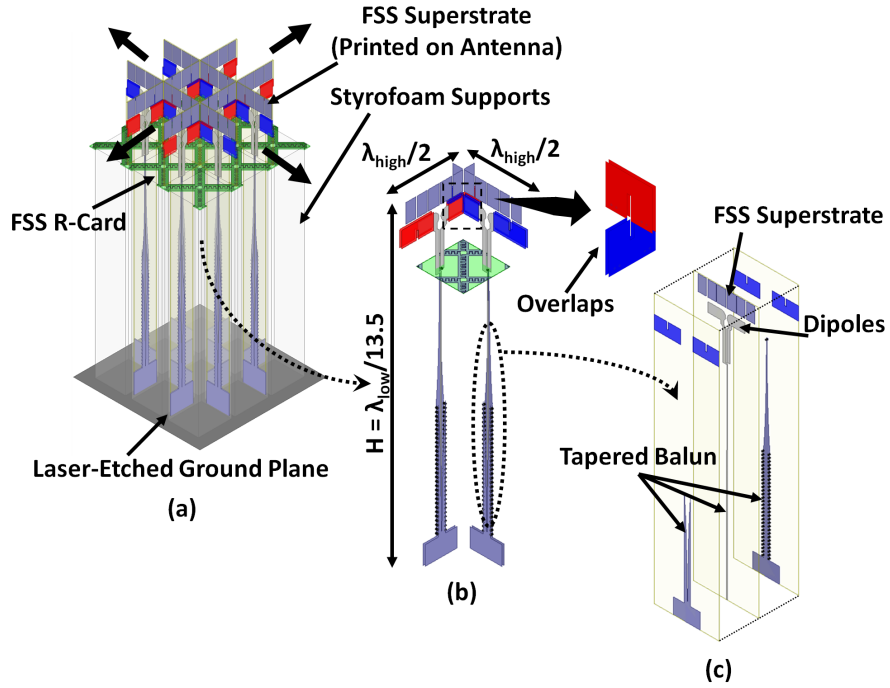 FSS Superstrate
(Printed on Antenna)
Styrofoam Supports
FSS R-Card
Laser-Etched Ground Plane
(a)
λhigh/2
λhigh/2
H = λlow/13.5
Overlaps
(b)
FSS Superstrate
Dipoles
Tapered Balun
(c)